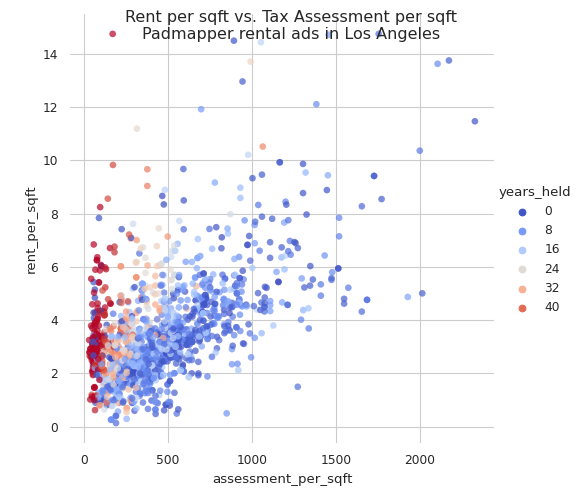 Rent per sqft vs. Tax Assessment per sqft
Padmapper rental ads in Los Angeles
14
12
10
8
6
4
2
0
rent_per_sqft
0 500 1000 1500 2000
assessment_per_sqft
years_held
0
8
16
24
32
40